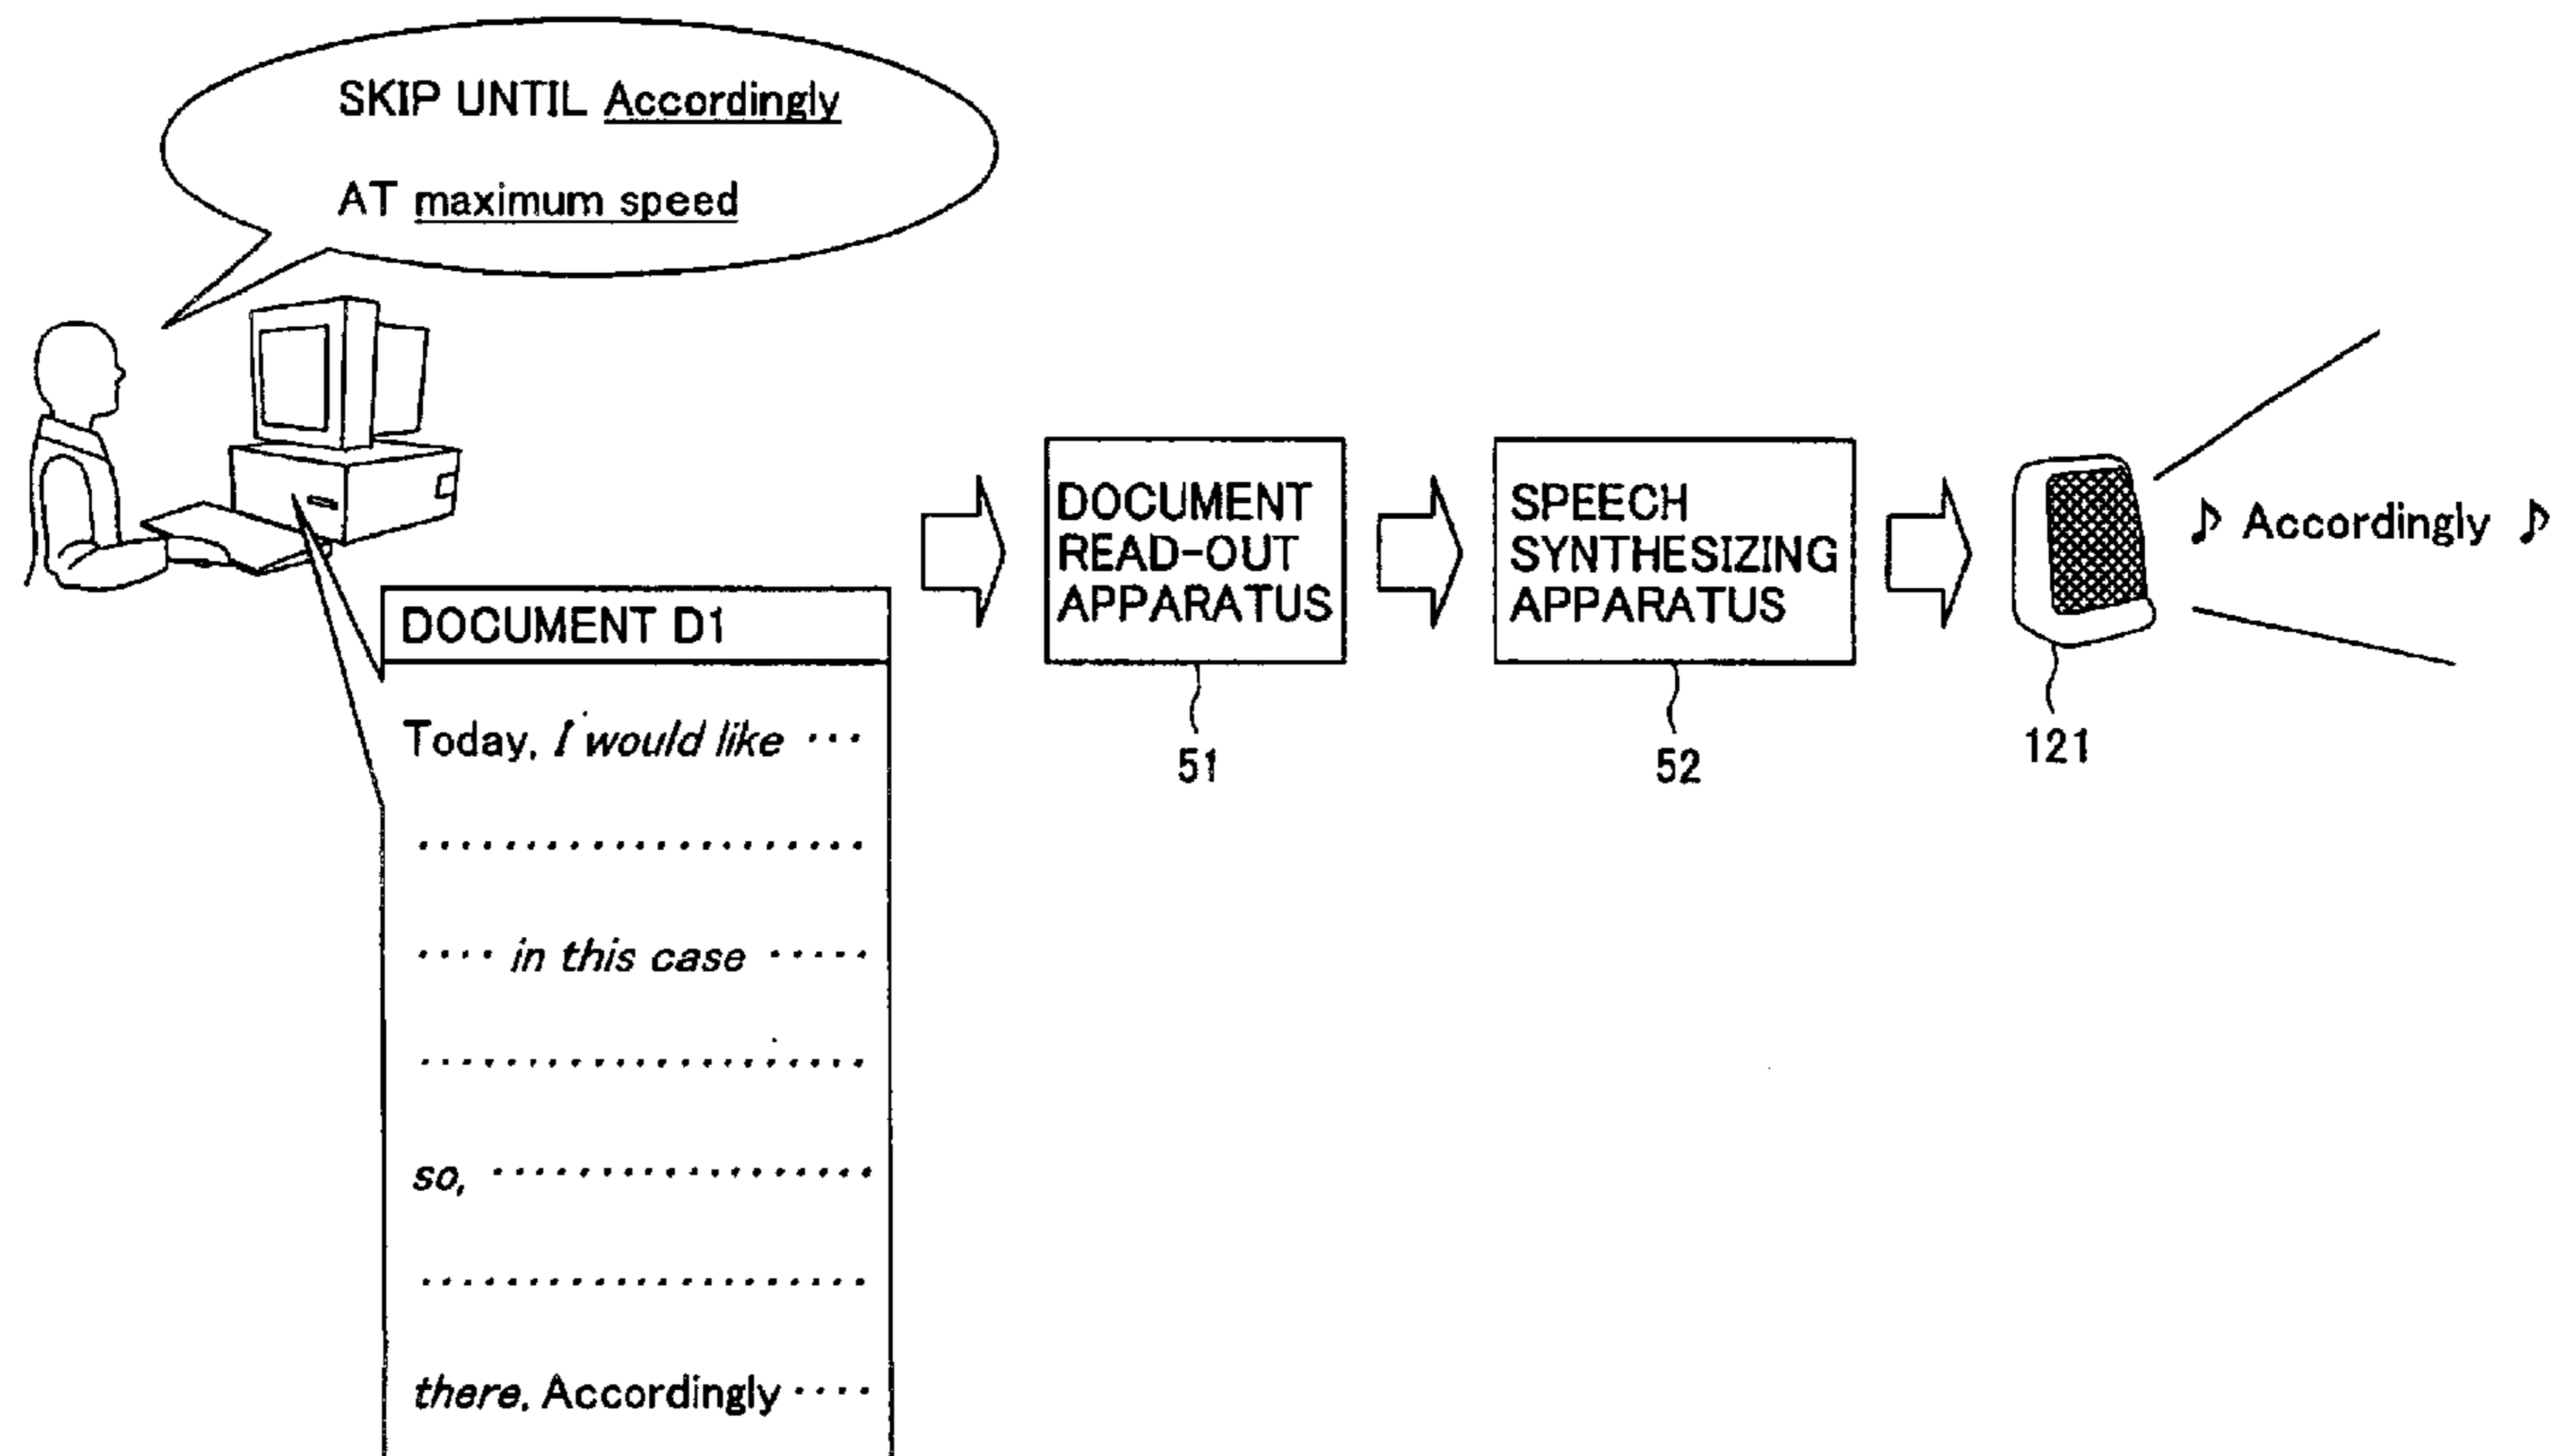 SKIP UNTIL Accordingly
AT maximum speed
DOCUMENT D1
Today, I would like ···
·····················
···· in this case ·····
·····················
so, ··················
·····················
there, Accordingly ····
DOCUMENT
READ-OUT
APPARATUS
51
SPEECH
SYNTHESIZING
APPARATUS
52
121
♪ Accordingly ♪